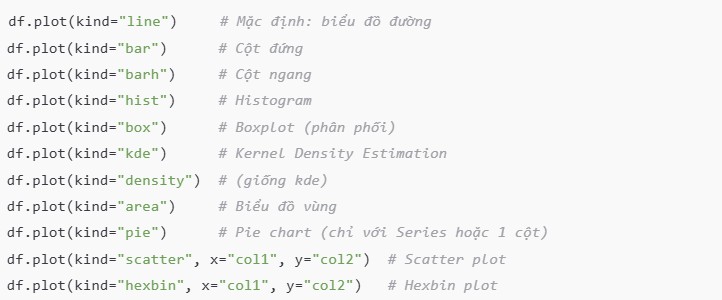 df.plot(kind="line")     # Mặc định: biểu đồ đường
df.plot(kind="bar")      # Cột đứng
df.plot(kind="barh")     # Cột ngang
df.plot(kind="hist")     # Histogram
df.plot(kind="box")      # Boxplot (phân phối)
df.plot(kind="kde")      # Kernel Density Estimation
df.plot(kind="density")  # (giống kde)
df.plot(kind="area")     # Biểu đồ vùng
df.plot(kind="pie")      # Pie chart (chỉ với Series hoặc 1 cột)
df.plot(kind="scatter", x="col1", y="col2")  # Scatter plot
df.plot(kind="hexbin", x="col1", y="col2")   # Hexbin plot